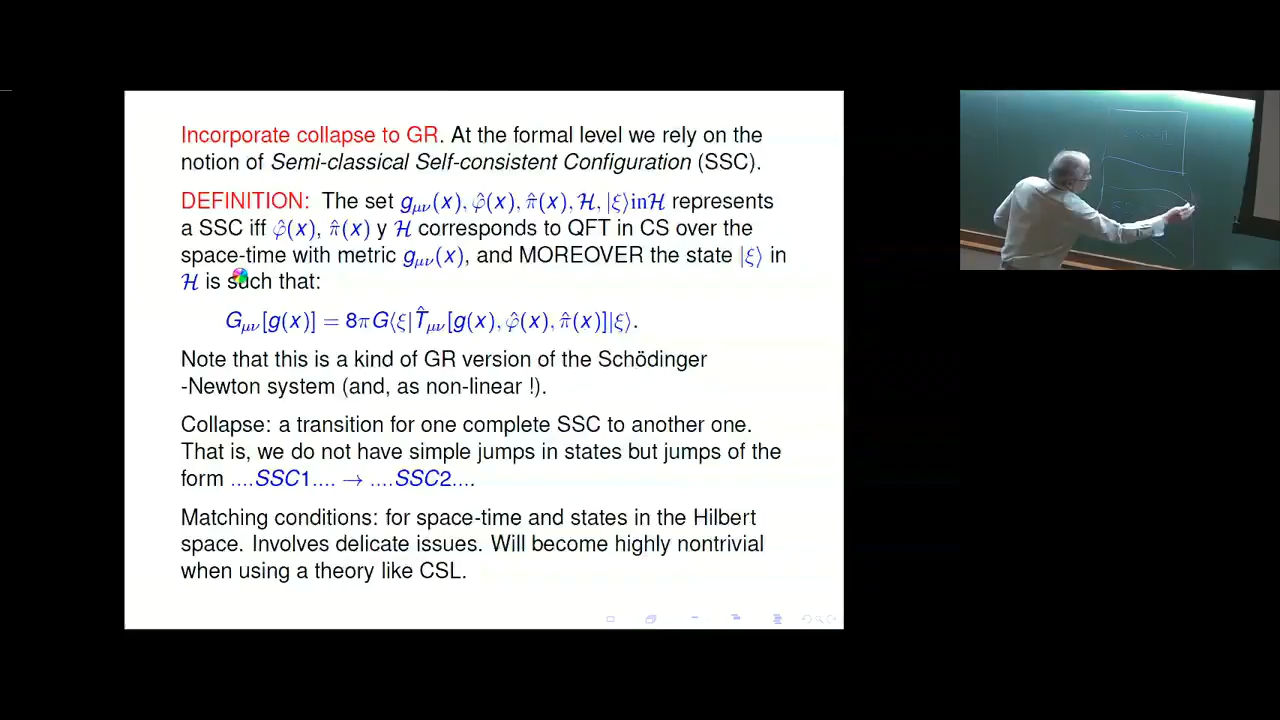 Incorporate collapse to GR. At the formal level we rely on the
notion of Semi-classical Self-consistent Configuration (SSC).
DEFINITION: The set g_{μν}(x), φ̂(x), π̂(x), H, |ξ⟩inH represents
a SSC iff φ̂(x), π̂(x) y H corresponds to QFT in CS over the
space-time with metric g_{μν}(x), and MOREOVER the state |ξ⟩ in
H is such that:
G_{μν}[g(x)] = 8πG⟨ξ|T̂_{μν}[g(x), φ̂(x), π̂(x)]|ξ⟩.
Note that this is a kind of GR version of the Schödinger
-Newton system (and, as non-linear !).
Collapse: a transition for one complete SSC to another one.
That is, we do not have simple jumps in states but jumps of the
form ....SSC1.... → ....SSC2....
Matching conditions: for space-time and states in the Hilbert
space. Involves delicate issues. Will become highly nontrivial
when using a theory like CSL.